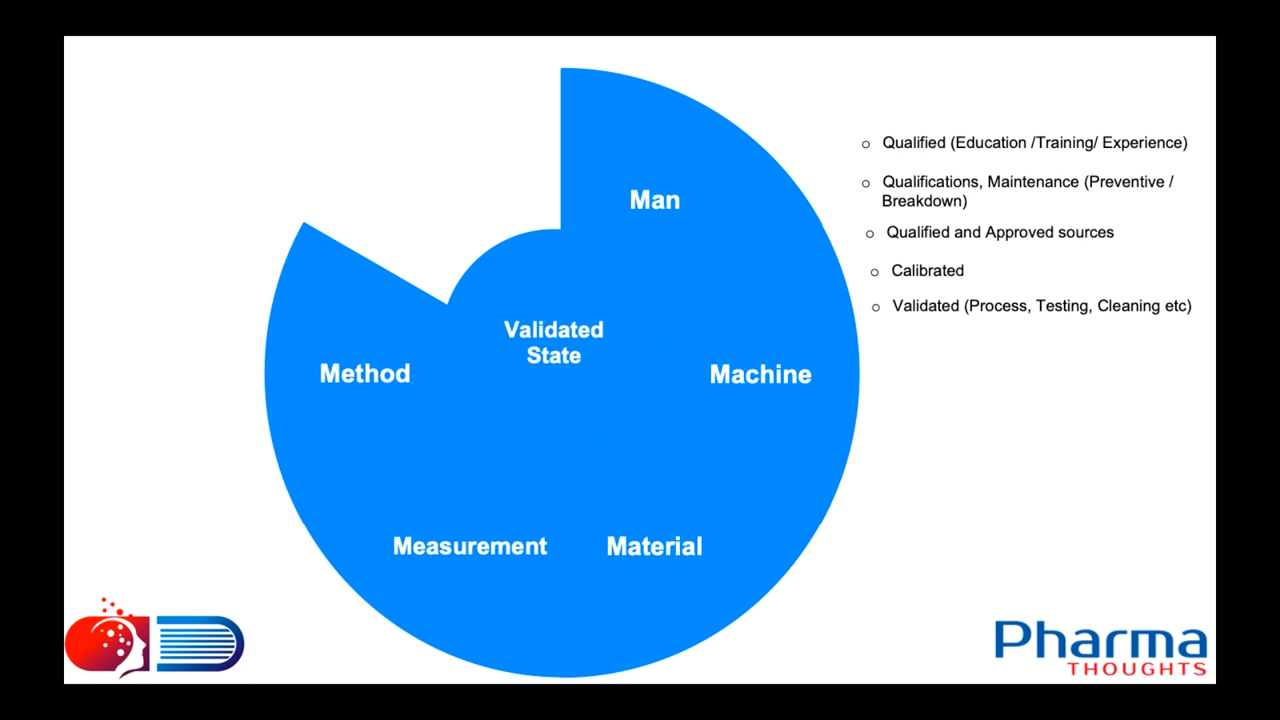 Man
Qualified (Education /Training/ Experience)
Qualifications, Maintenance (Preventive /
Breakdown)
Qualified and Approved sources
Calibrated
Validated (Process, Testing, Cleaning etc)
Validated
State
Method
Machine
Measurement
Material
Pharma
THOUGHTS